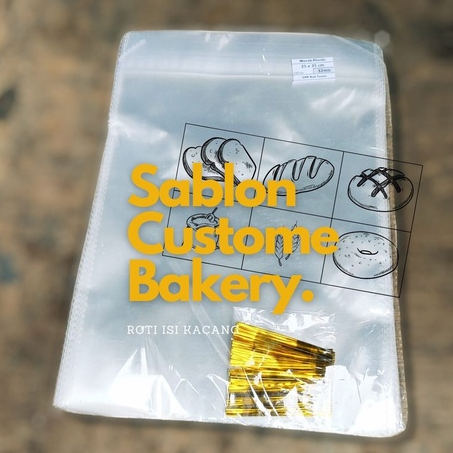 Sablon
Custome
Bakery.
ROTI ISI KACANG